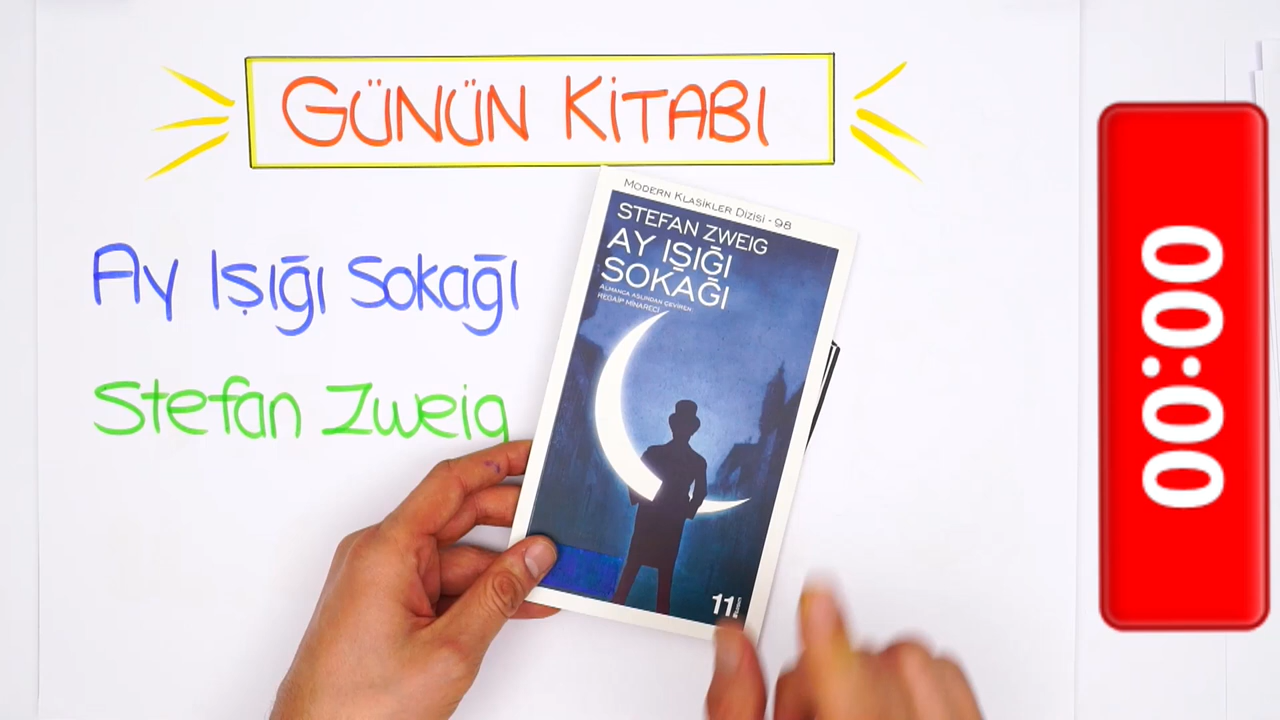 GÜNÜN KİTABI
Ay Işığı Sokağı
Stefan Zweig
MODERN KLASİKLER DİZİSİ - 98
STEFAN ZWEIG
AY IŞIĞI
SOKAĞI
ALMANCA ASLINDAN ÇEVİREN:
REGAİP MİNARECİ
11.
00:00